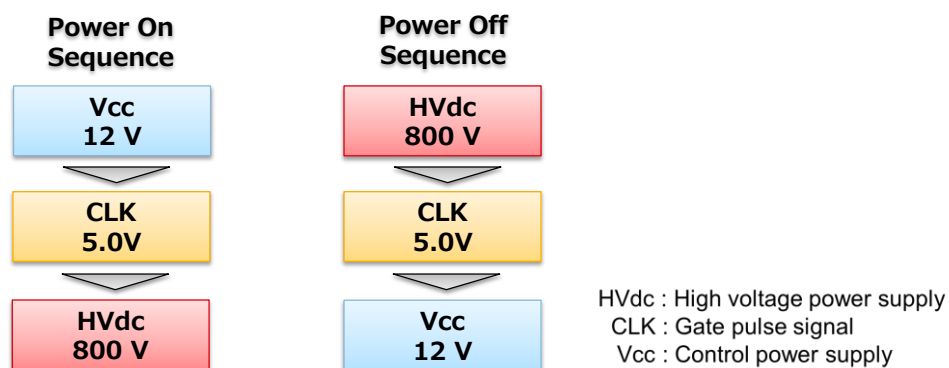 Power On
Sequence
Vcc
12 V
CLK
5.0V
HVdc
800 V
Power Off
Sequence
HVdc
800 V
CLK
5.0V
Vcc
12 V
HVdc : High voltage power supply
CLK : Gate pulse signal
Vcc : Control power supply